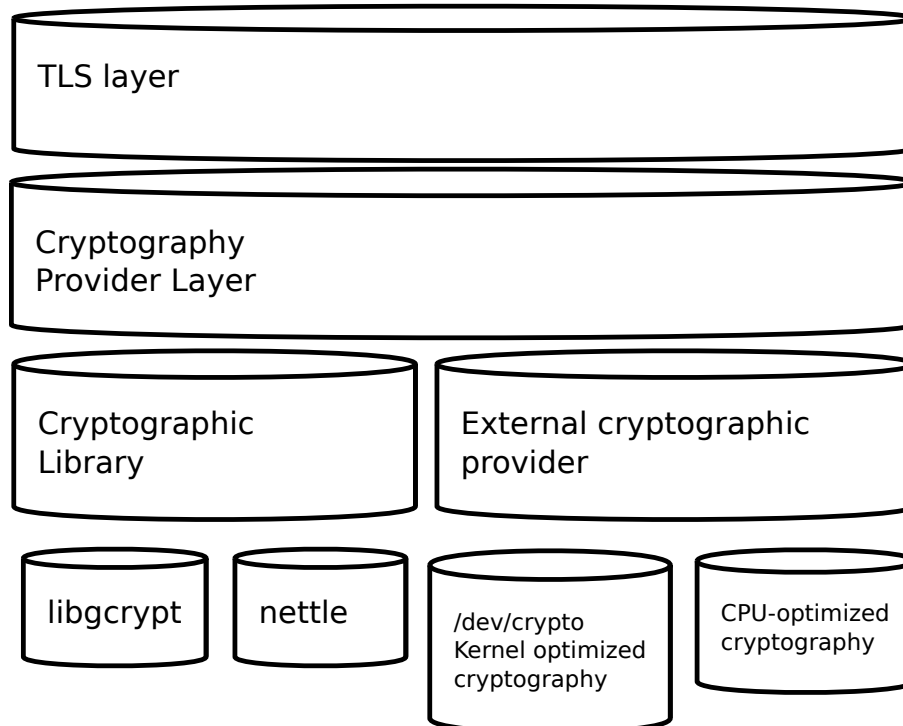 TLS layer
Cryptography
Provider Layer
Cryptographic
Library
External cryptographic
provider
libgcrypt
nettle
/dev/crypto
Kernel optimized
cryptography
CPU-optimized
cryptography